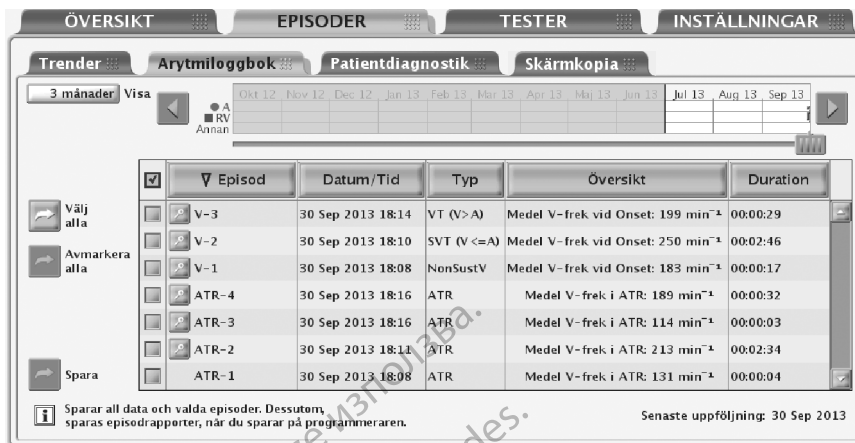 ÖVERSIKT EPISODER TESTER INSTÄLLNINGAR
Trender Arytmiloggbok Patientdiagnostik Skärmkopia
3 månader Visa
Okt 12 Nov 12 Dec 12 Jan 13 Feb 13 Mar 13 Apr 13 Maj 13 Jun 13 Jul 13 Aug 13 Sep 13
A
RV
Annan
Episod Datum/Tid Typ Översikt Duration
Välj alla
Avmarkera alla
Spara
V-3 30 Sep 2013 18:14 VT (V>A) Medel V-frek vid Onset: 199 min⁻¹ 00:00:29
V-2 30 Sep 2013 18:10 SVT (V <=A) Medel V-frek vid Onset: 250 min⁻¹ 00:02:46
V-1 30 Sep 2013 18:08 NonSustV Medel V-frek vid Onset: 183 min⁻¹ 00:00:17
ATR-4 30 Sep 2013 18:16 ATR Medel V-frek i ATR: 189 min⁻¹ 00:00:32
ATR-3 30 Sep 2013 18:16 ATR Medel V-frek i ATR: 114 min⁻¹ 00:00:03
ATR-2 30 Sep 2013 18:11 ATR Medel V-frek i ATR: 213 min⁻¹ 00:02:34
ATR-1 30 Sep 2013 18:08 ATR Medel V-frek i ATR: 131 min⁻¹ 00:00:04
i
Sparar all data och valda episoder. Dessutom,
sparas episodrapporter, når du sparar på programmeraren.
Senaste uppföljning: 30 Sep 2013